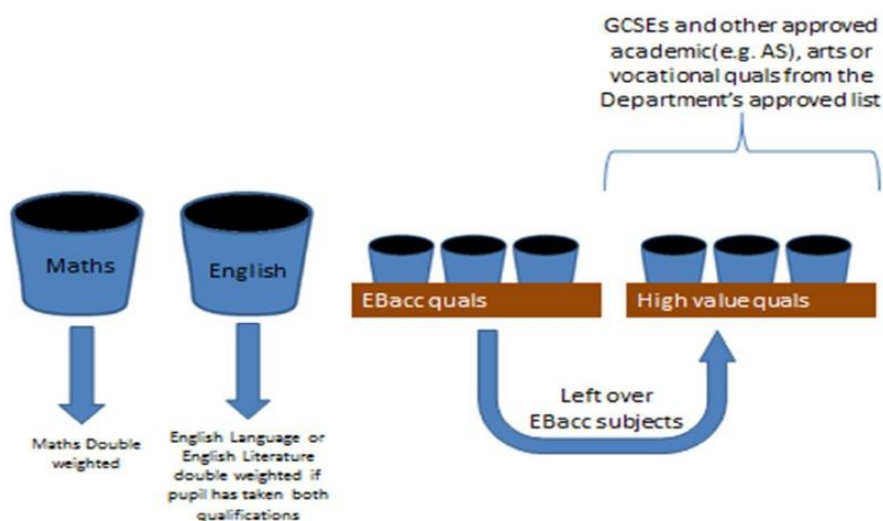 GCSEs and other approved
academic(e.g. AS), arts or
vocational quals from the
Department's approved list
Maths
English
EBacc quals
High value quals
Left over
EBacc subjects
Maths Double
weighted
English Language or
English Literature
double weighted if
pupil has taken both
qualifications